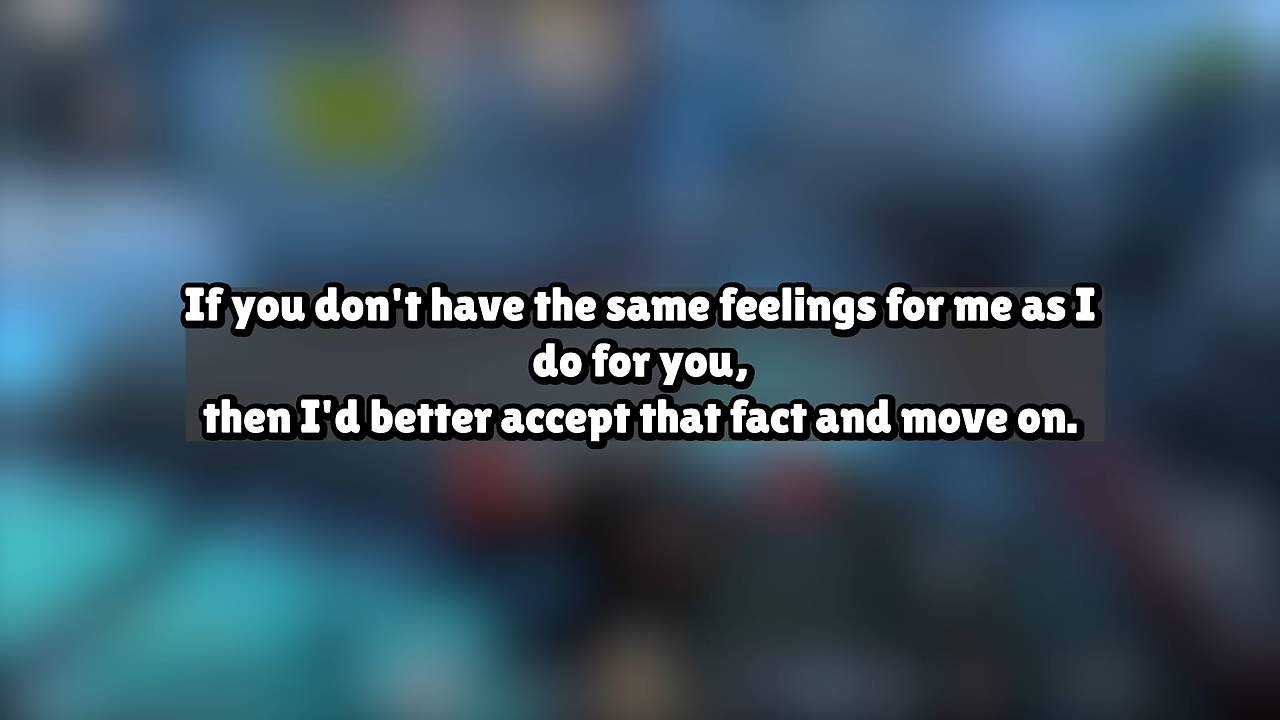 If you don't have the same feelings for me as I
do for you,
then I'd better accept that fact and move on.